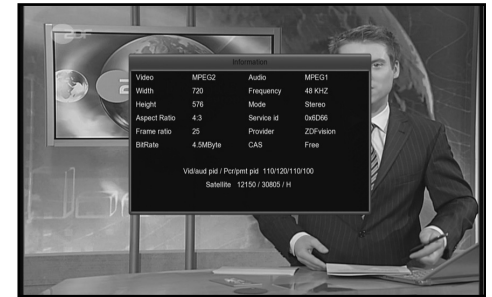 ZDF
Information
Video MPEG2 Audio MPEG1
Width 720 Frequency 48 KHZ
Height 576 Mode Stereo
Aspect Ratio 4:3 Service id 0x6D66
Frame ratio 25 Provider ZDFvision
BitRate 4.5MByte CAS Free
Vid/aud pid / Pcr/pmt pid 110/120/110/100
Satellite 12150 / 30805 / H